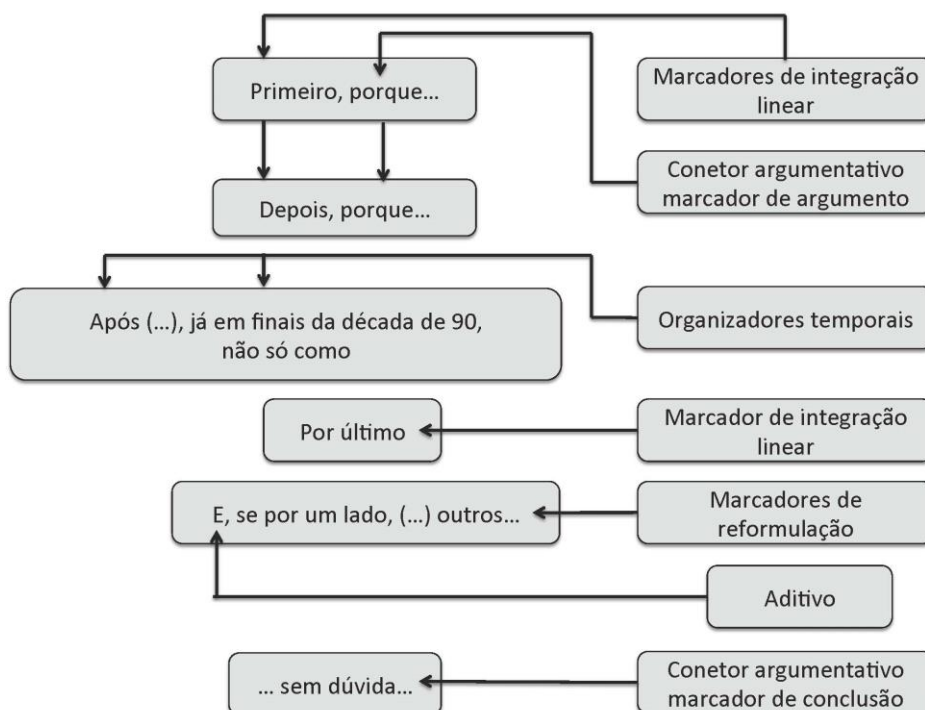 Primeiro, porque...
Marcadores de integração
linear
Conetor argumentativo
marcador de argumento
Depois, porque...
Após (...), já em finais da década de 90,
não só como
Organizadores temporais
Por último
Marcador de integração
linear
E, se por um lado, (...) outros...
Marcadores de
reformulação
Aditivo
... sem dúvida...
Conetor argumentativo
marcador de conclusão